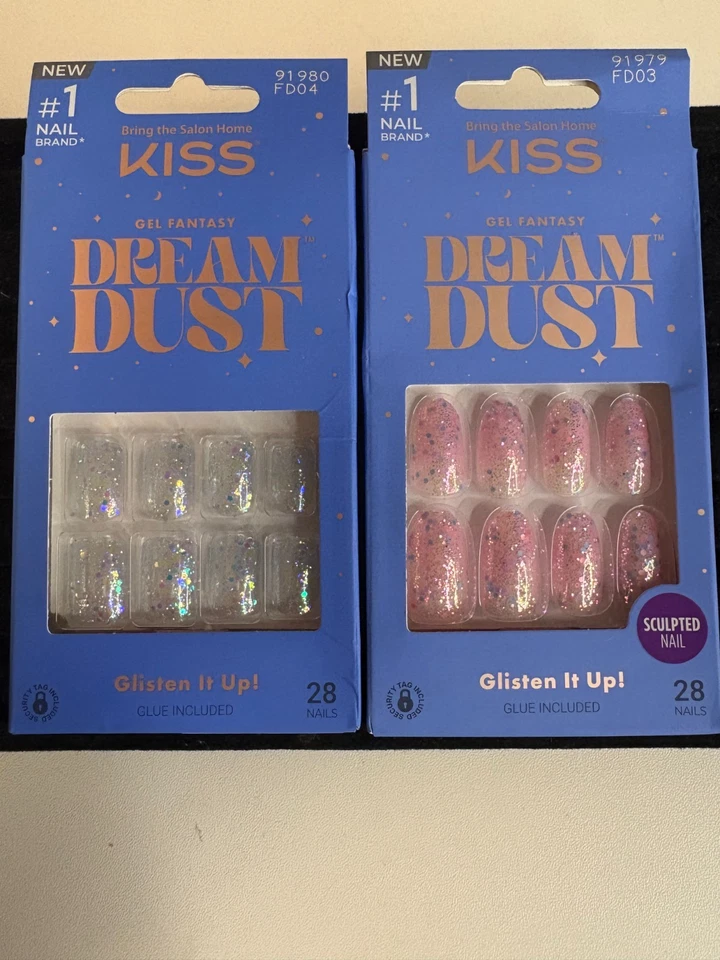 NEW
#1
NAIL
BRAND*
91980
FD04
Bring the Salon Home
KISS
GEL FANTASY
DREAM™
DUST
Glisten It Up!
GLUE INCLUDED
SECURITY TAG INCLUDED
28
NAILS
NEW
#1
NAIL
BRAND*
91979
FD03
Bring the Salon Home
KISS
GEL FANTASY
DREAM™
DUST
SCULPTED
NAIL
Glisten It Up!
GLUE INCLUDED
SECURITY TAG INCLUDED
28
NAILS